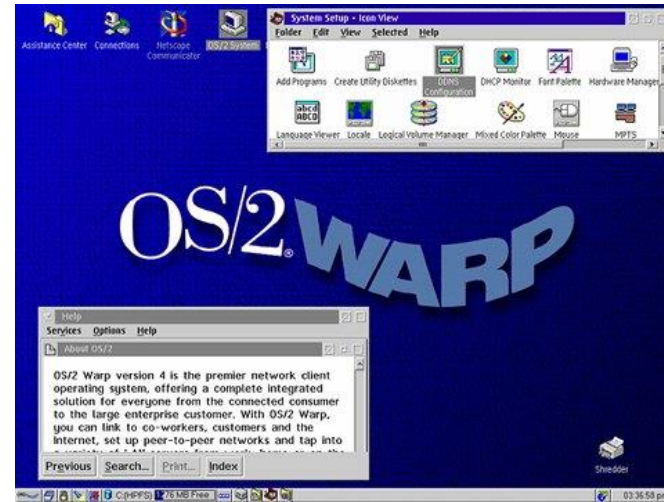 Assistance Center
Connections
Netscape
Communicator
OS/2 System
System Setup - Icon View
Folder Edit View Selected Help
Add Programs
Create Utility Diskettes
DDNS
Configuration
DHCP Monitor
Font Palette
Hardware Manager
Language Viewer
Locale
Logical Volume Manager
Mixed Color Palette
Mouse
MPTS
OS/2® WARP
Help
Services Options Help
About OS/2
OS/2 Warp version 4 is the premier network client
operating system, offering a complete integrated
solution for everyone from the connected consumer
to the large enterprise customer. With OS/2 Warp,
you can link to co-workers, customers and the
Internet, set up peer-to-peer networks and tap into
Previous Search... Print... Index
Shredder
C:(HPFS) 276 MB Free
03:36:58 pm